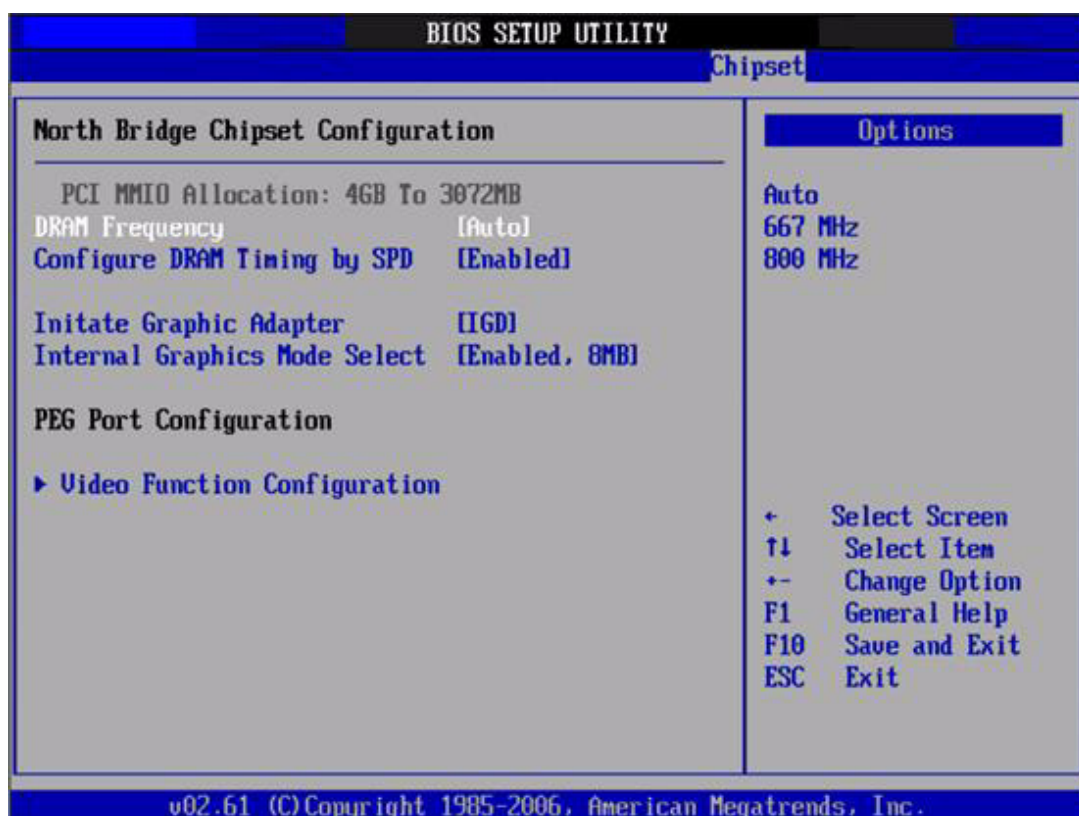 BIOS SETUP UTILITY
Chipset
North Bridge Chipset Configuration
PCI MMIO Allocation: 4GB To 3072MB
DRAM Frequency [Auto]
Configure DRAM Timing by SPD [Enabled]
Initate Graphic Adapter [IGD]
Internal Graphics Mode Select [Enabled, 8MB]
PEG Port Configuration
▶ Video Function Configuration
Options
Auto
667 MHz
800 MHz
← Select Screen
↑↓ Select Item
+- Change Option
F1 General Help
F10 Save and Exit
ESC Exit
v02.61 (C)Copyright 1985-2006, American Megatrends, Inc.